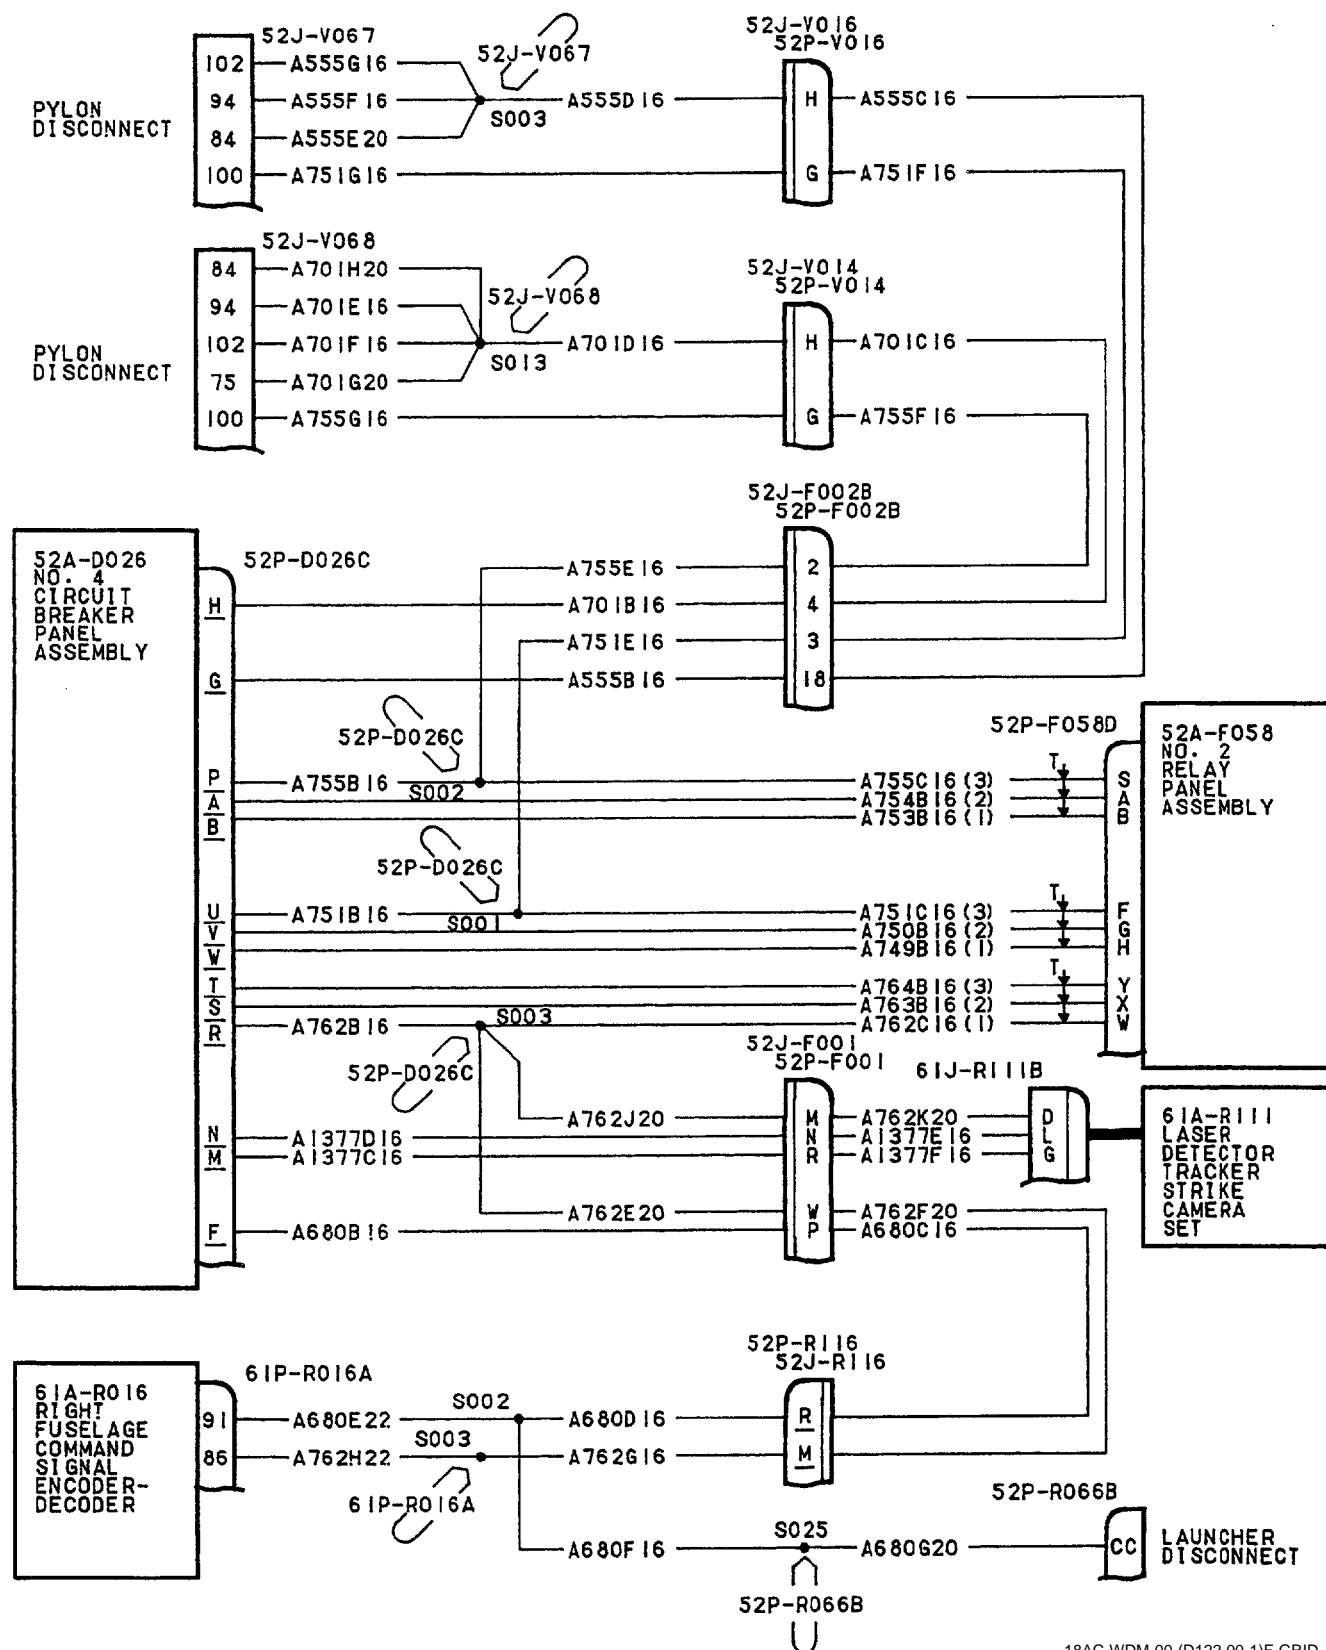 52J-V067
102 A555G16
94 A555F16
84 A555E20
100 A751G16
PYLON
DISCONNECT
52J-V067
S003
A555D16
52J-V016
52P-V016
H A555C16
G A751F16
52J-V068
84 A701H20
94 A701E16
102 A701F16
75 A701G20
100 A755G16
PYLON
DISCONNECT
52J-V068
S013
A701D16
52J-V014
52P-V014
H A701C16
G A755F16
52J-F002B
52P-F002B
A755E16 2
A701B16 4
A751E16 3
A555B16 18
52A-D026
NO. 4
CIRCUIT
BREAKER
PANEL
ASSEMBLY
52P-D026C
H
G
52P-D026C
P A755B16 S002 A755C16(3) T S
A A754B16(2) A
B A753B16(1) B
52P-F058D
52A-F058
NO. 2
RELAY
PANEL
ASSEMBLY
52P-D026C
U A751B16 S001 A751C16(3) T F
V A750B16(2) G
W A749B16(1) H
T A764B16(3) T Y
S A763B16(2) X
R A762B16 S003 A762C16(1) W
52P-D026C
52J-F001
52P-F001
61J-R111B
A762J20 M A762K20 D
N A1377D16 N A1377E16 L
M A1377C16 R A1377F16 G
A762E20 W A762F20
F A680B16 P A680C16
61A-R111
LASER
DETECTOR
TRACKER
STRIKE
CAMERA
SET
61A-R016
RIGHT
FUSELAGE
COMMAND
SIGNAL
ENCODER-
DECODER
61P-R016A
52P-R116
52J-R116
91 A680E22 S002 A680D16 R
86 A762H22 S003 A762G16 M
61P-R016A
A680F16 S025 A680G20 CC
52P-R066B
LAUNCHER
DISCONNECT
52P-R066B